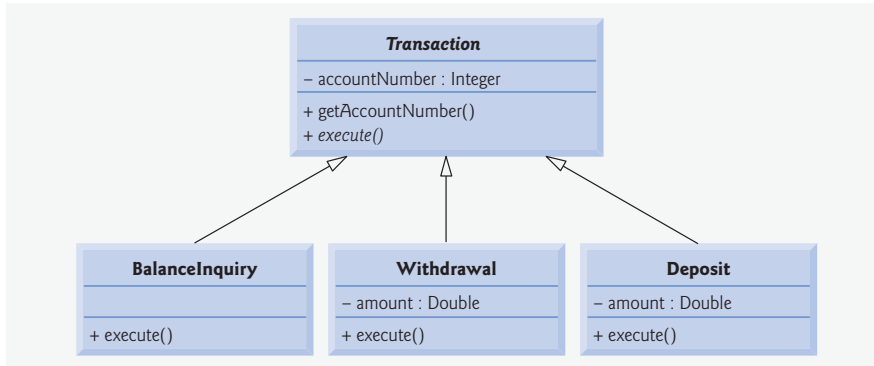 Transaction
– accountNumber : Integer
+ getAccountNumber()
+ execute()
BalanceInquiry
+ execute()
Withdrawal
– amount : Double
+ execute()
Deposit
– amount : Double
+ execute()